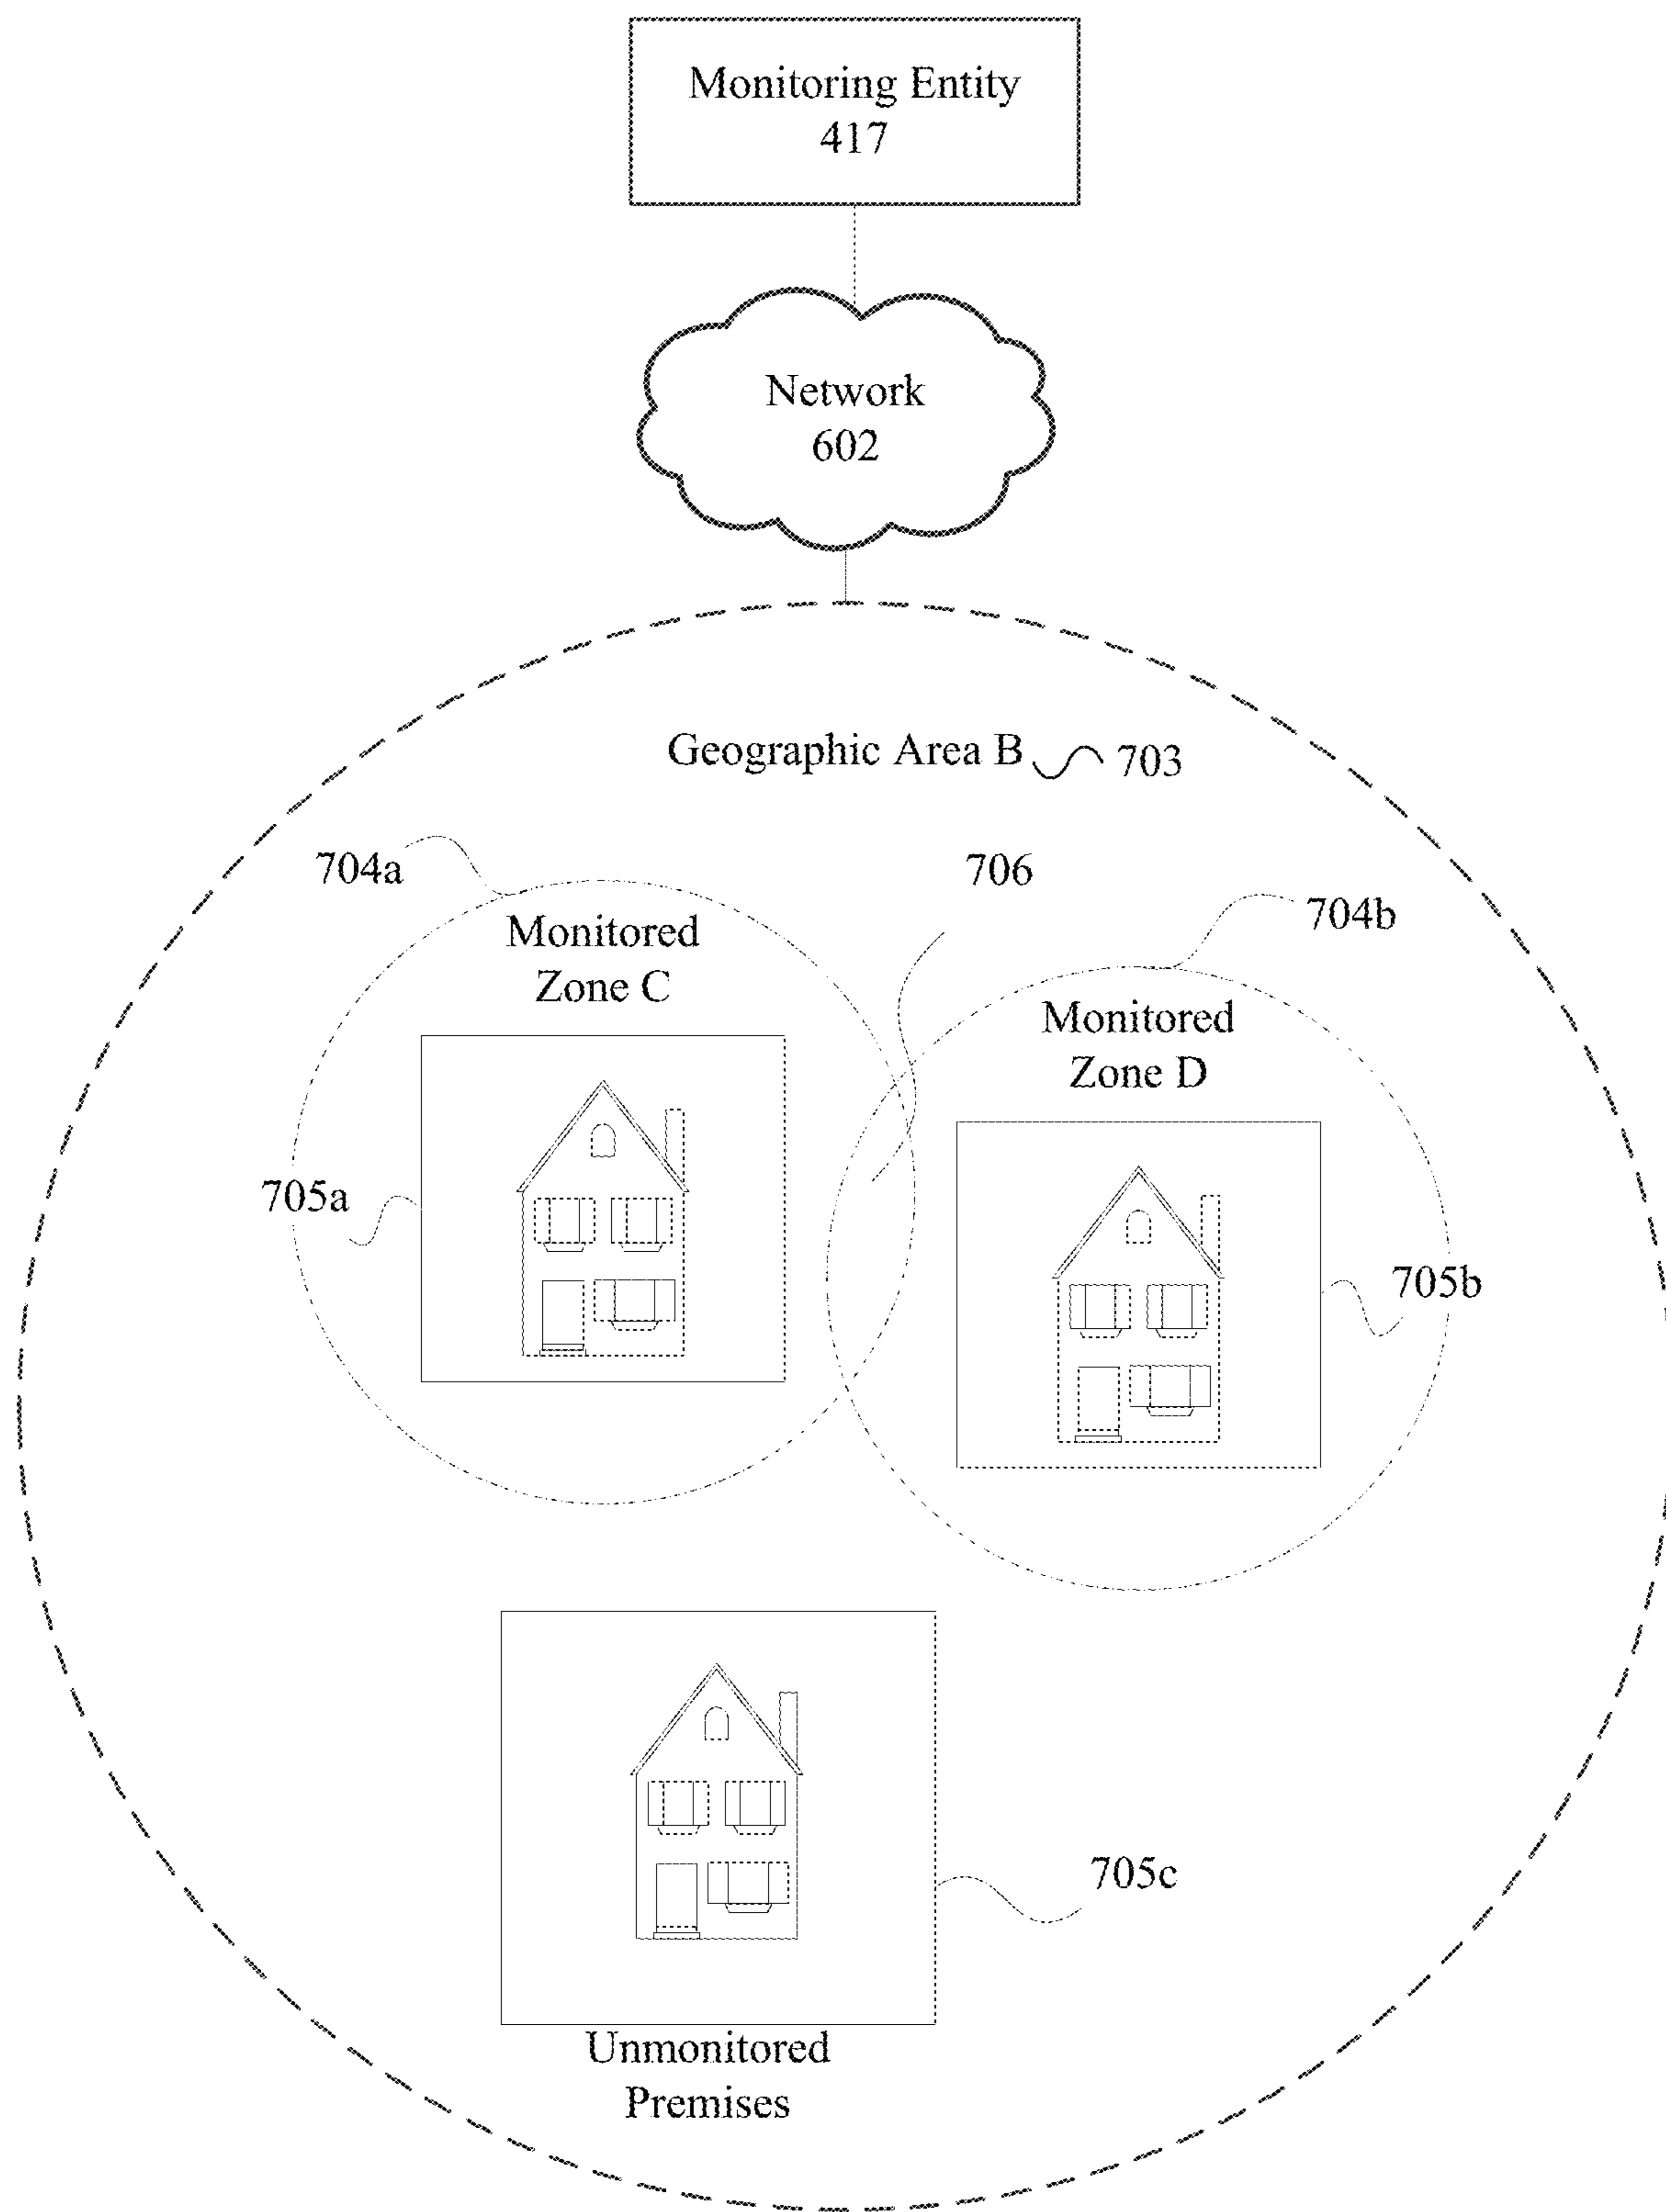 Monitoring Entity
417
Network
602
Geographic Area B 703
704a
706
704b
Monitored
Zone C
Monitored
Zone D
705a
705b
705c
Unmonitored
Premises